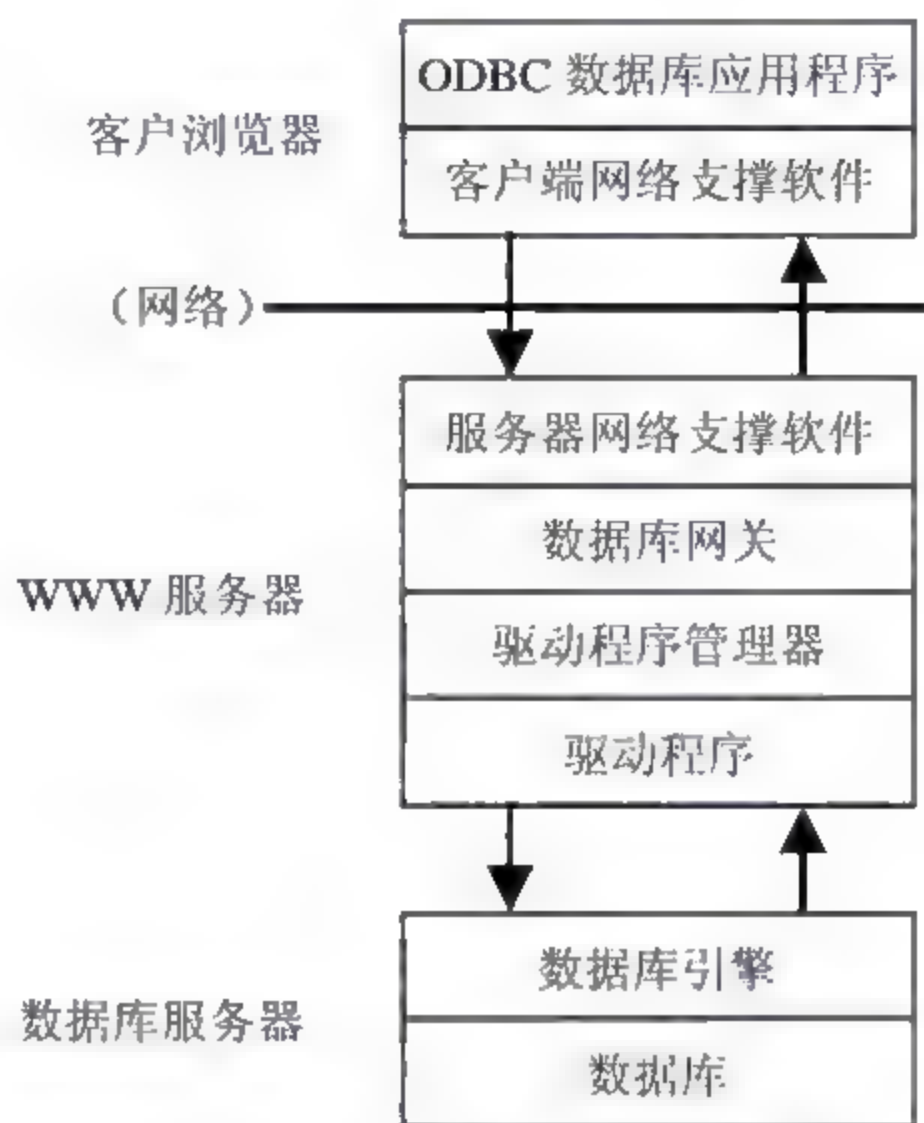 ODBC 数据库应用程序
客户浏览器
客户端网络支撑软件
（网络）
服务器网络支撑软件
数据库网关
WWW 服务器
驱动程序管理器
驱动程序
数据库引擎
数据库服务器
数据库